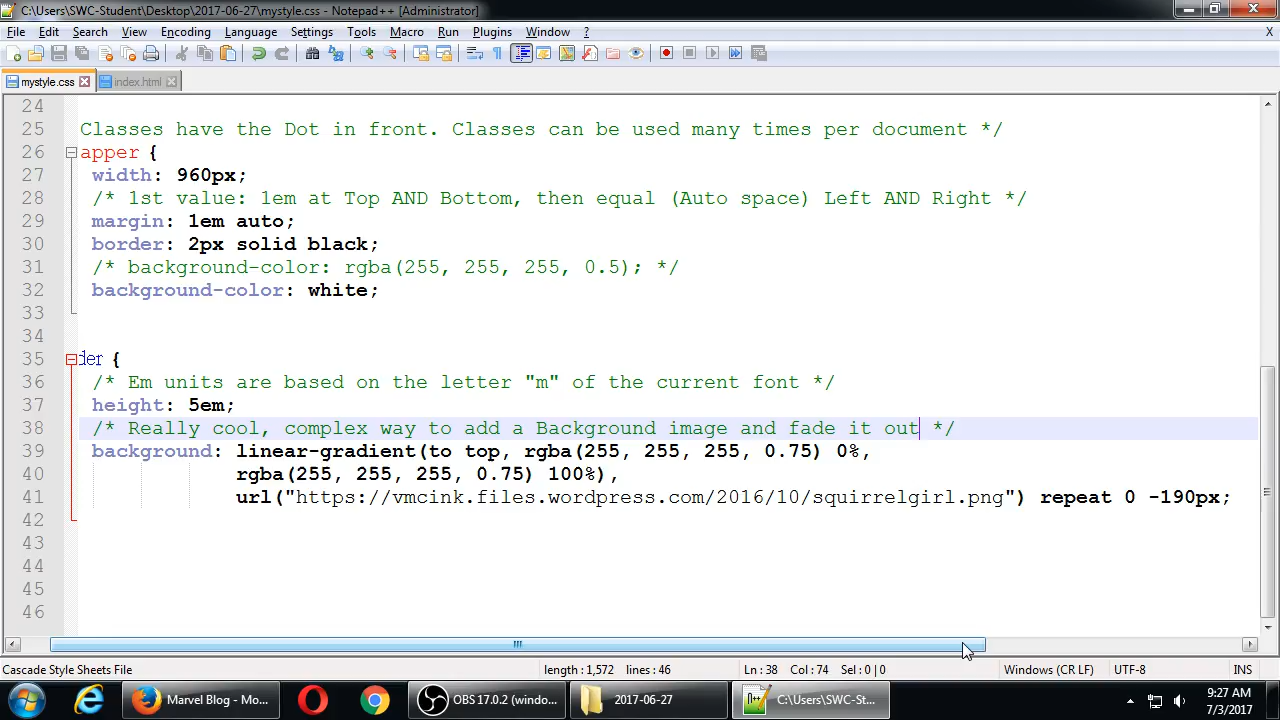 C:\Users\SWC-Student\Desktop\2017-06-27\mystyle.css - Notepad++ [Administrator]
File Edit Search View Encoding Language Settings Tools Macro Run Plugins Window ? X
mystyle.css index.html
24
25 Classes have the Dot in front. Classes can be used many times per document */
26 apper {
27 width: 960px;
28 /* 1st value: 1em at Top AND Bottom, then equal (Auto space) Left AND Right */
29 margin: 1em auto;
30 border: 2px solid black;
31 /* background-color: rgba(255, 255, 255, 0.5); */
32 background-color: white;
33
34
35 der {
36 /* Em units are based on the letter "m" of the current font */
37 height: 5em;
38 /* Really cool, complex way to add a Background image and fade it out */
39 background: linear-gradient(to top, rgba(255, 255, 255, 0.75) 0%,
40 rgba(255, 255, 255, 0.75) 100%),
41 url("https://vmcink.files.wordpress.com/2016/10/squirrelgirl.png") repeat 0 -190px;
42
43
44
45
46
Cascade Style Sheets File length : 1,572 lines : 46 Ln : 38 Col : 74 Sel : 0 | 0 Windows (CR LF) UTF-8 INS
Marvel Blog - Mo... OBS 17.0.2 (windo... 2017-06-27 C:\Users\SWC-St... 9:27 AM
7/3/2017